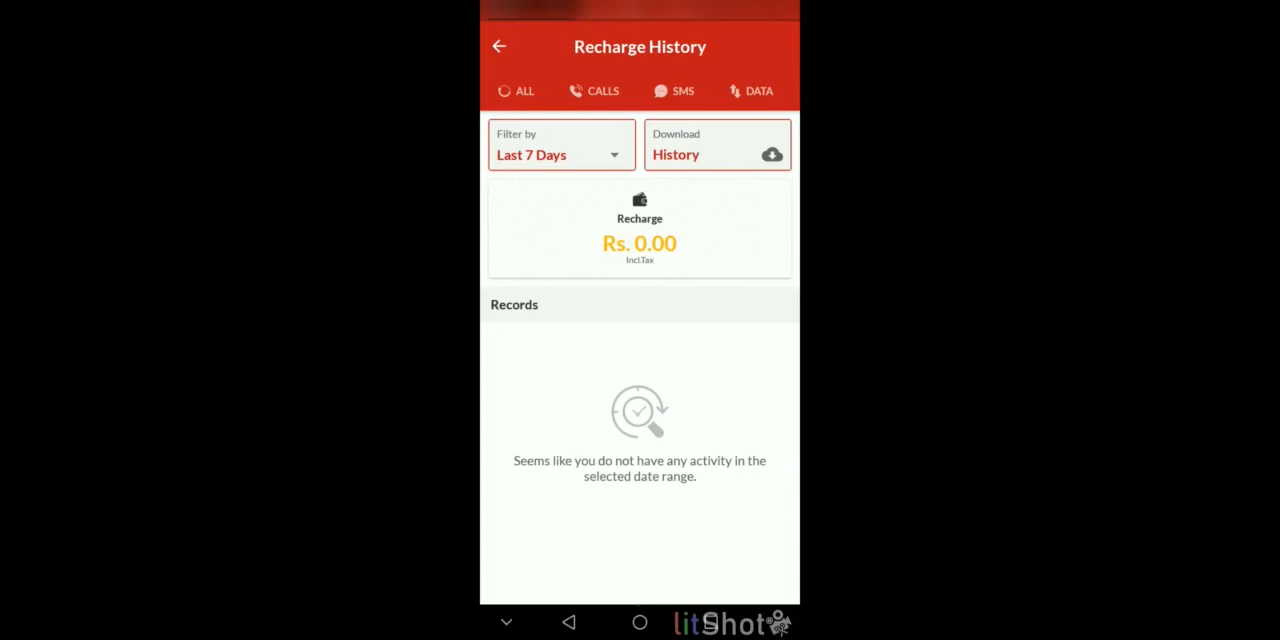 Recharge History
ALL CALLS SMS DATA
Filter by
Last 7 Days
Download
History
Recharge
Rs. 0.00
Incl.Tax
Records
Seems like you do not have any activity in the
selected date range.
litShot